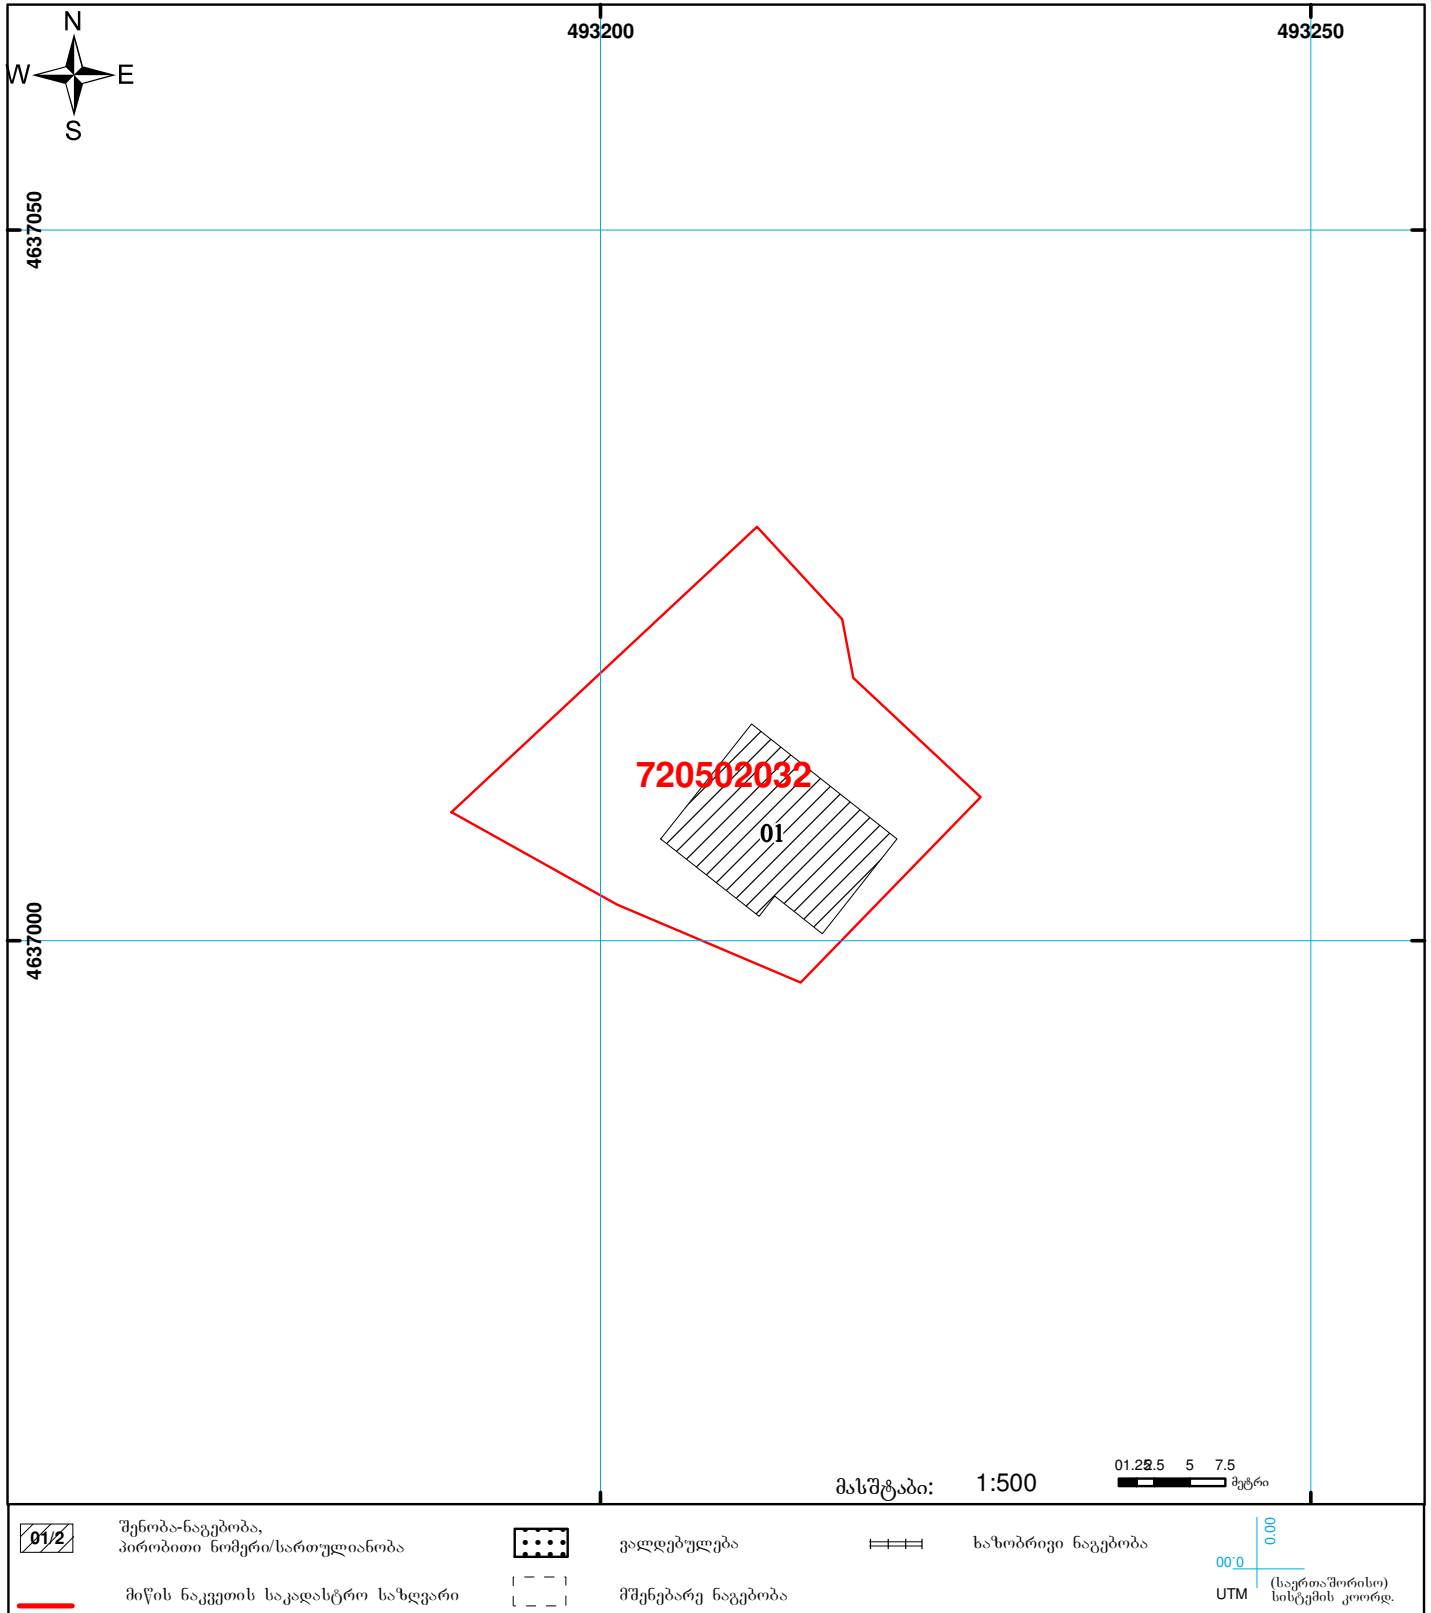 N
W E
S
493200
493250
4637050
4637000
720502032
01
მასშტაბი: 1:500
01.25 2.5 5 7.5
მეტრი
01/2
შენობა-ნაგებობა,
პირობითი ნომერი/სართულიანობა
ვალდებულება
ხაზობრივი ნაგებობა
მიწის ნაკვეთის საკადასტრო საზღვარი
მშენებარე ნაგებობა
0.00
0.00
UTM
(საერთაშორისო)
სისტემის კოორდ.